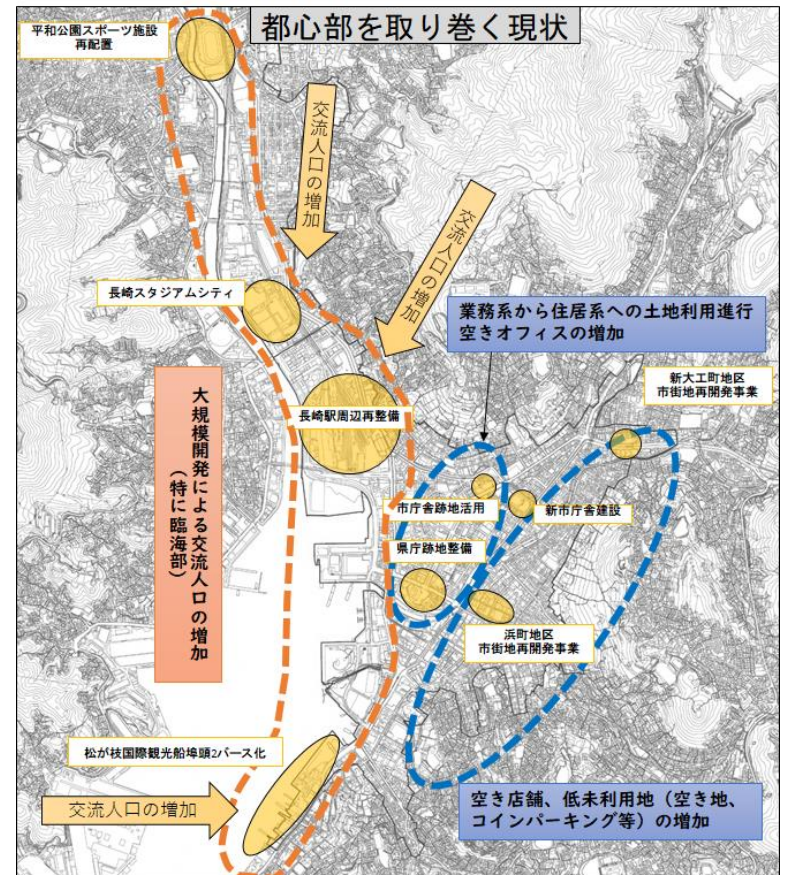 都心部を取り巻く現状
平和公園スポーツ施設
再配置
交流人口の増加
交流人口の増加
長崎スタジアムシティ
業務系から住居系への土地利用進行
空きオフィスの増加
新大工町地区
市街地再開発事業
大規模開発による交流人口の増加
（特に臨海部）
長崎駅周辺再整備
市庁舎跡地活用
新市庁舎建設
県庁跡地整備
浜町地区
市街地再開発事業
松が枝国際観光船埠頭2バース化
交流人口の増加
空き店舗、低未利用地（空き地、
コインパーキング等）の増加